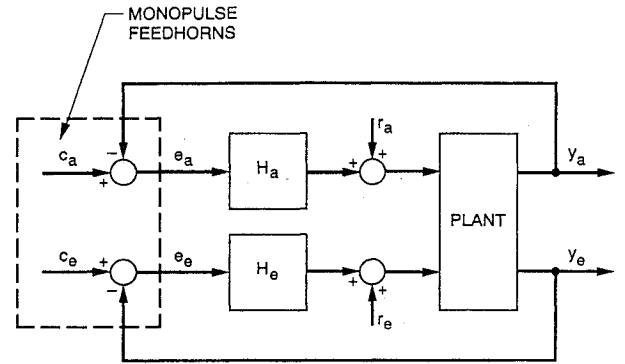 MONOPULSE
FEEDHORNS
c_a
e_a
H_a
r_a
y_a
PLANT
c_e
e_e
H_e
r_e
y_e
− + + +
+ − + +